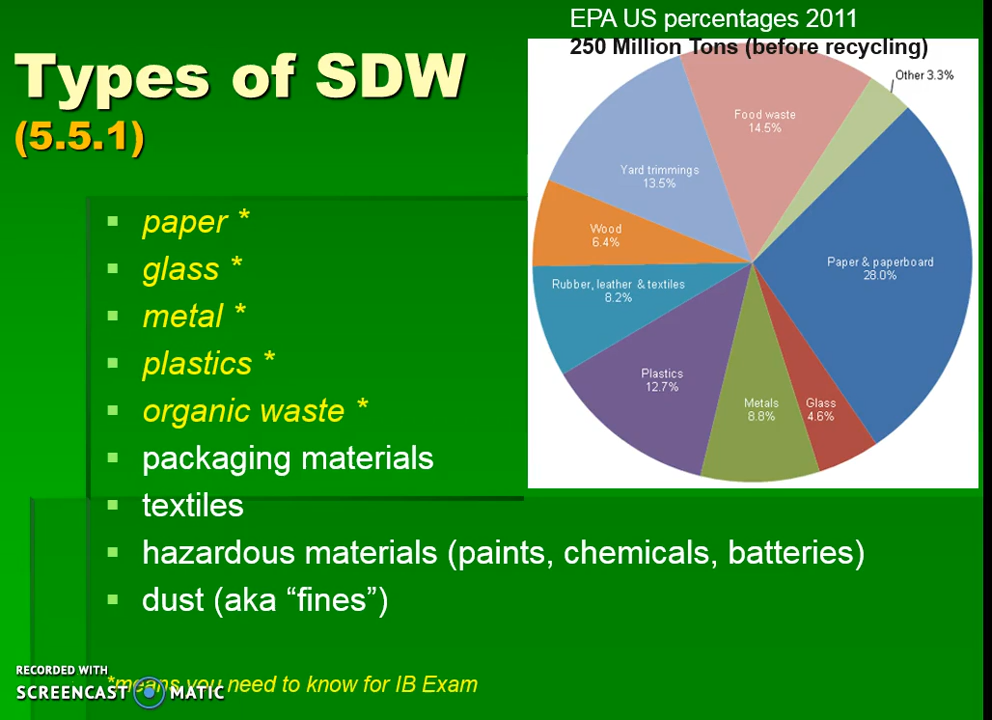 EPA US percentages 2011
250 Million Tons (before recycling)
Types of SDW
(5.5.1)
▪ paper *
▪ glass *
▪ metal *
▪ plastics *
▪ organic waste *
▪ packaging materials
▪ textiles
▪ hazardous materials (paints, chemicals, batteries)
▪ dust (aka “fines”)
*means you need to know for IB Exam
Other 3.3%
Food waste
14.5%
Yard trimmings
13.5%
Wood
6.4%
Rubber, leather & textiles
8.2%
Plastics
12.7%
Metals
8.8%
Glass
4.6%
Paper & paperboard
28.0%
RECORDED WITH
SCREENCAST MATIC